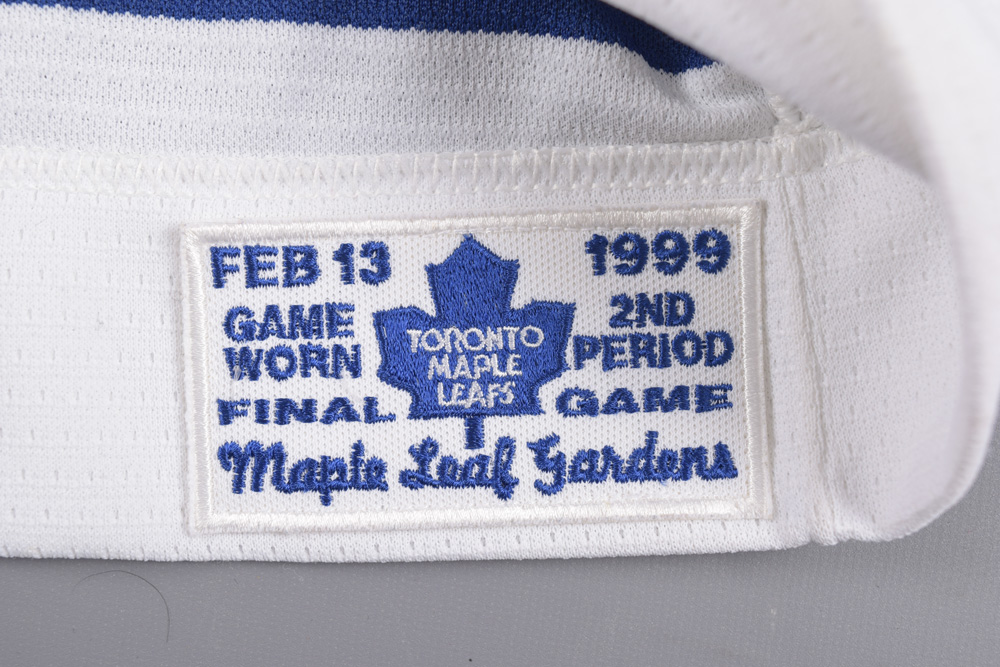 FEB 13 1999
GAME 2ND
WORN PERIOD
TORONTO
MAPLE
LEAFS
FINAL GAME
Maple Leaf Gardens